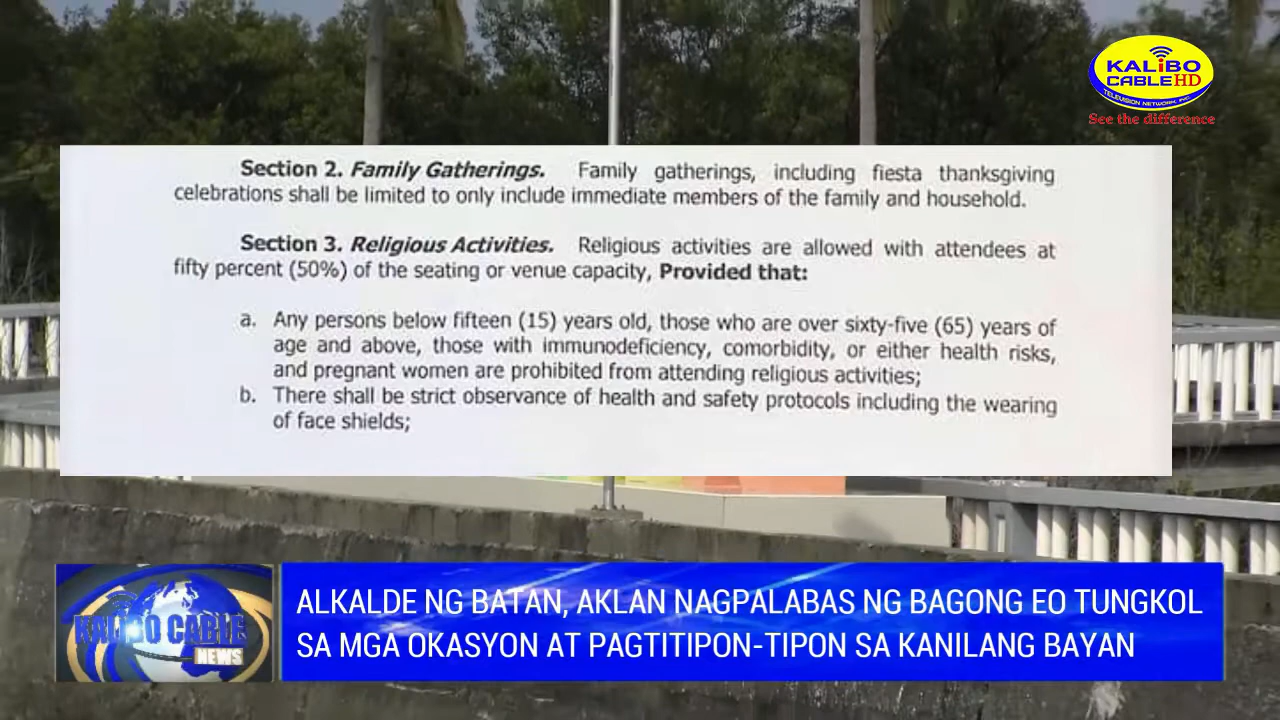 KALiBO
CABLE HD
TELEVISION NETWORK, INC.
See the difference
Section 2. Family Gatherings. Family gatherings, including fiesta thanksgiving
celebrations shall be limited to only include immediate members of the family and household.
Section 3. Religious Activities. Religious activities are allowed with attendees at
fifty percent (50%) of the seating or venue capacity, Provided that:
a. Any persons below fifteen (15) years old, those who are over sixty-five (65) years of
age and above, those with immunodeficiency, comorbidity, or either health risks,
and pregnant women are prohibited from attending religious activities;
b. There shall be strict observance of health and safety protocols including the wearing
of face shields;
KALIBO CABLE
NEWS
ALKALDE NG BATAN, AKLAN NAGPALABAS NG BAGONG EO TUNGKOL
SA MGA OKASYON AT PAGTITIPON-TIPON SA KANILANG BAYAN